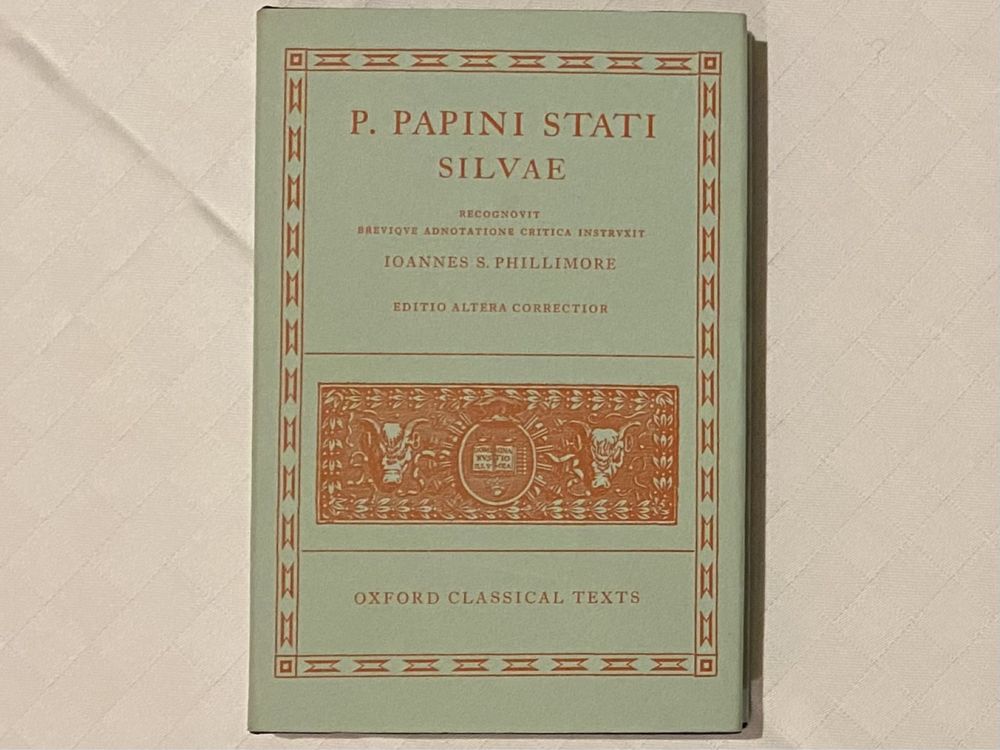 P. PAPINI STATI
SILVAE
RECOGNOVIT
BREVIQVE ADNOTATIONE CRITICA INSTRVXIT
IOANNES S. PHILLIMORE
EDITIO ALTERA CORRECTIOR
OXFORD CLASSICAL TEXTS